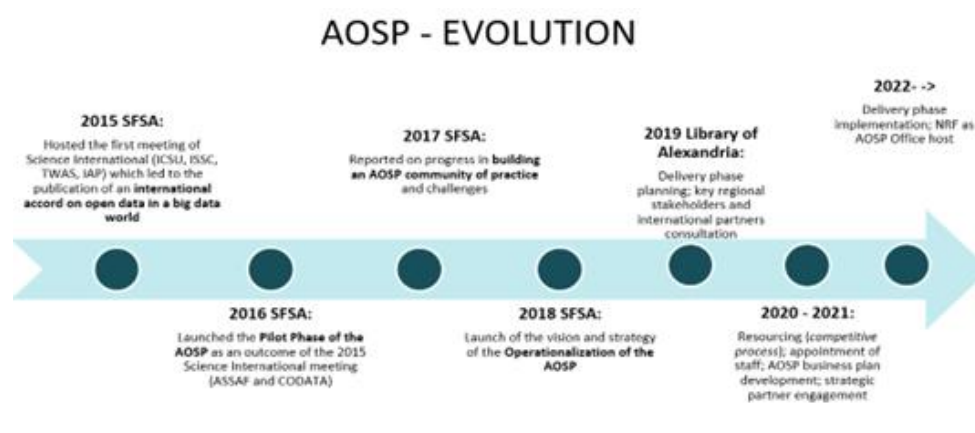 AOSP - EVOLUTION
2015 SFSA:
Hosted the first meeting of
Science International (ICSU, ISSC,
TWAS, IAP) which led to the
publication of an international
accord on open data in a big data
world
2016 SFSA:
Launched the Pilot Phase of the
AOSP as an outcome of the 2015
Science International meeting
(ASSAF and CODATA)
2017 SFSA:
Reported on progress in building
an AOSP community of practice
and challenges
2018 SFSA:
Launch of the vision and strategy
of the Operationalization of the
AOSP
2019 Library of
Alexandria:
Delivery phase
planning; key regional
stakeholders and
international partners
consultation
2020 - 2021:
Resourcing (competitive
process); appointment of
staff; AOSP business plan
development; strategic
partner engagement
2022- ->
Delivery phase
implementation; NRF as
AOSP Office host